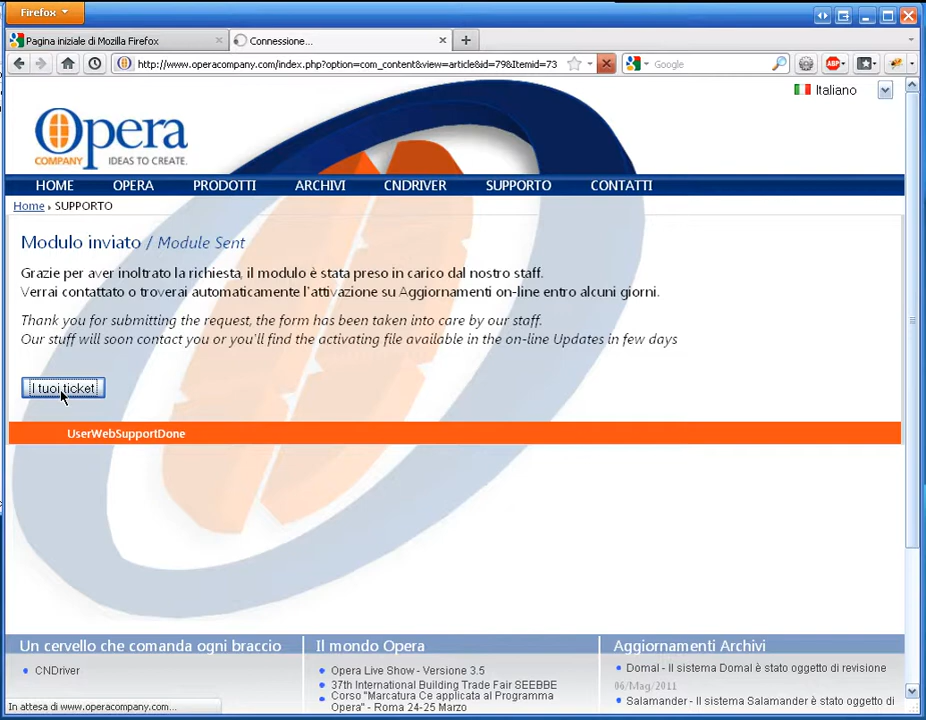 Firefox
Pagina iniziale di Mozilla Firefox
Connessione...
http://www.operacompany.com/index.php?option=com_content&view=article&id=79&Itemid=73
Google
ABP
Italiano
Opera
COMPANY
IDEAS TO CREATE.
HOME
OPERA
PRODOTTI
ARCHIVI
CNDRIVER
SUPPORTO
CONTATTI
Home
SUPPORTO
Modulo inviato / Module Sent
Grazie per aver inoltrato la richiesta, il modulo è stata preso in carico dal nostro staff.
Verrai contattato o troverai automaticamente l'attivazione su Aggiornamenti on-line entro alcuni giorni.
Thank you for submitting the request, the form has been taken into care by our staff.
Our stuff will soon contact you or you'll find the activating file available in the on-line Updates in few days
I tuoi ticket
UserWebSupportDone
Un cervello che comanda ogni braccio
CNDriver
Il mondo Opera
Opera Live Show - Versione 3.5
37th International Building Trade Fair SEEBBE
Corso "Marcatura Ce applicata al Programma
Opera" - Roma 24-25 Marzo
Aggiornamenti Archivi
Domal - Il sistema Domal è stato oggetto di revisione
06/Mag/2011
Salamander - Il sistema Salamander è stato oggetto di
In attesa di www.operacompany.com...